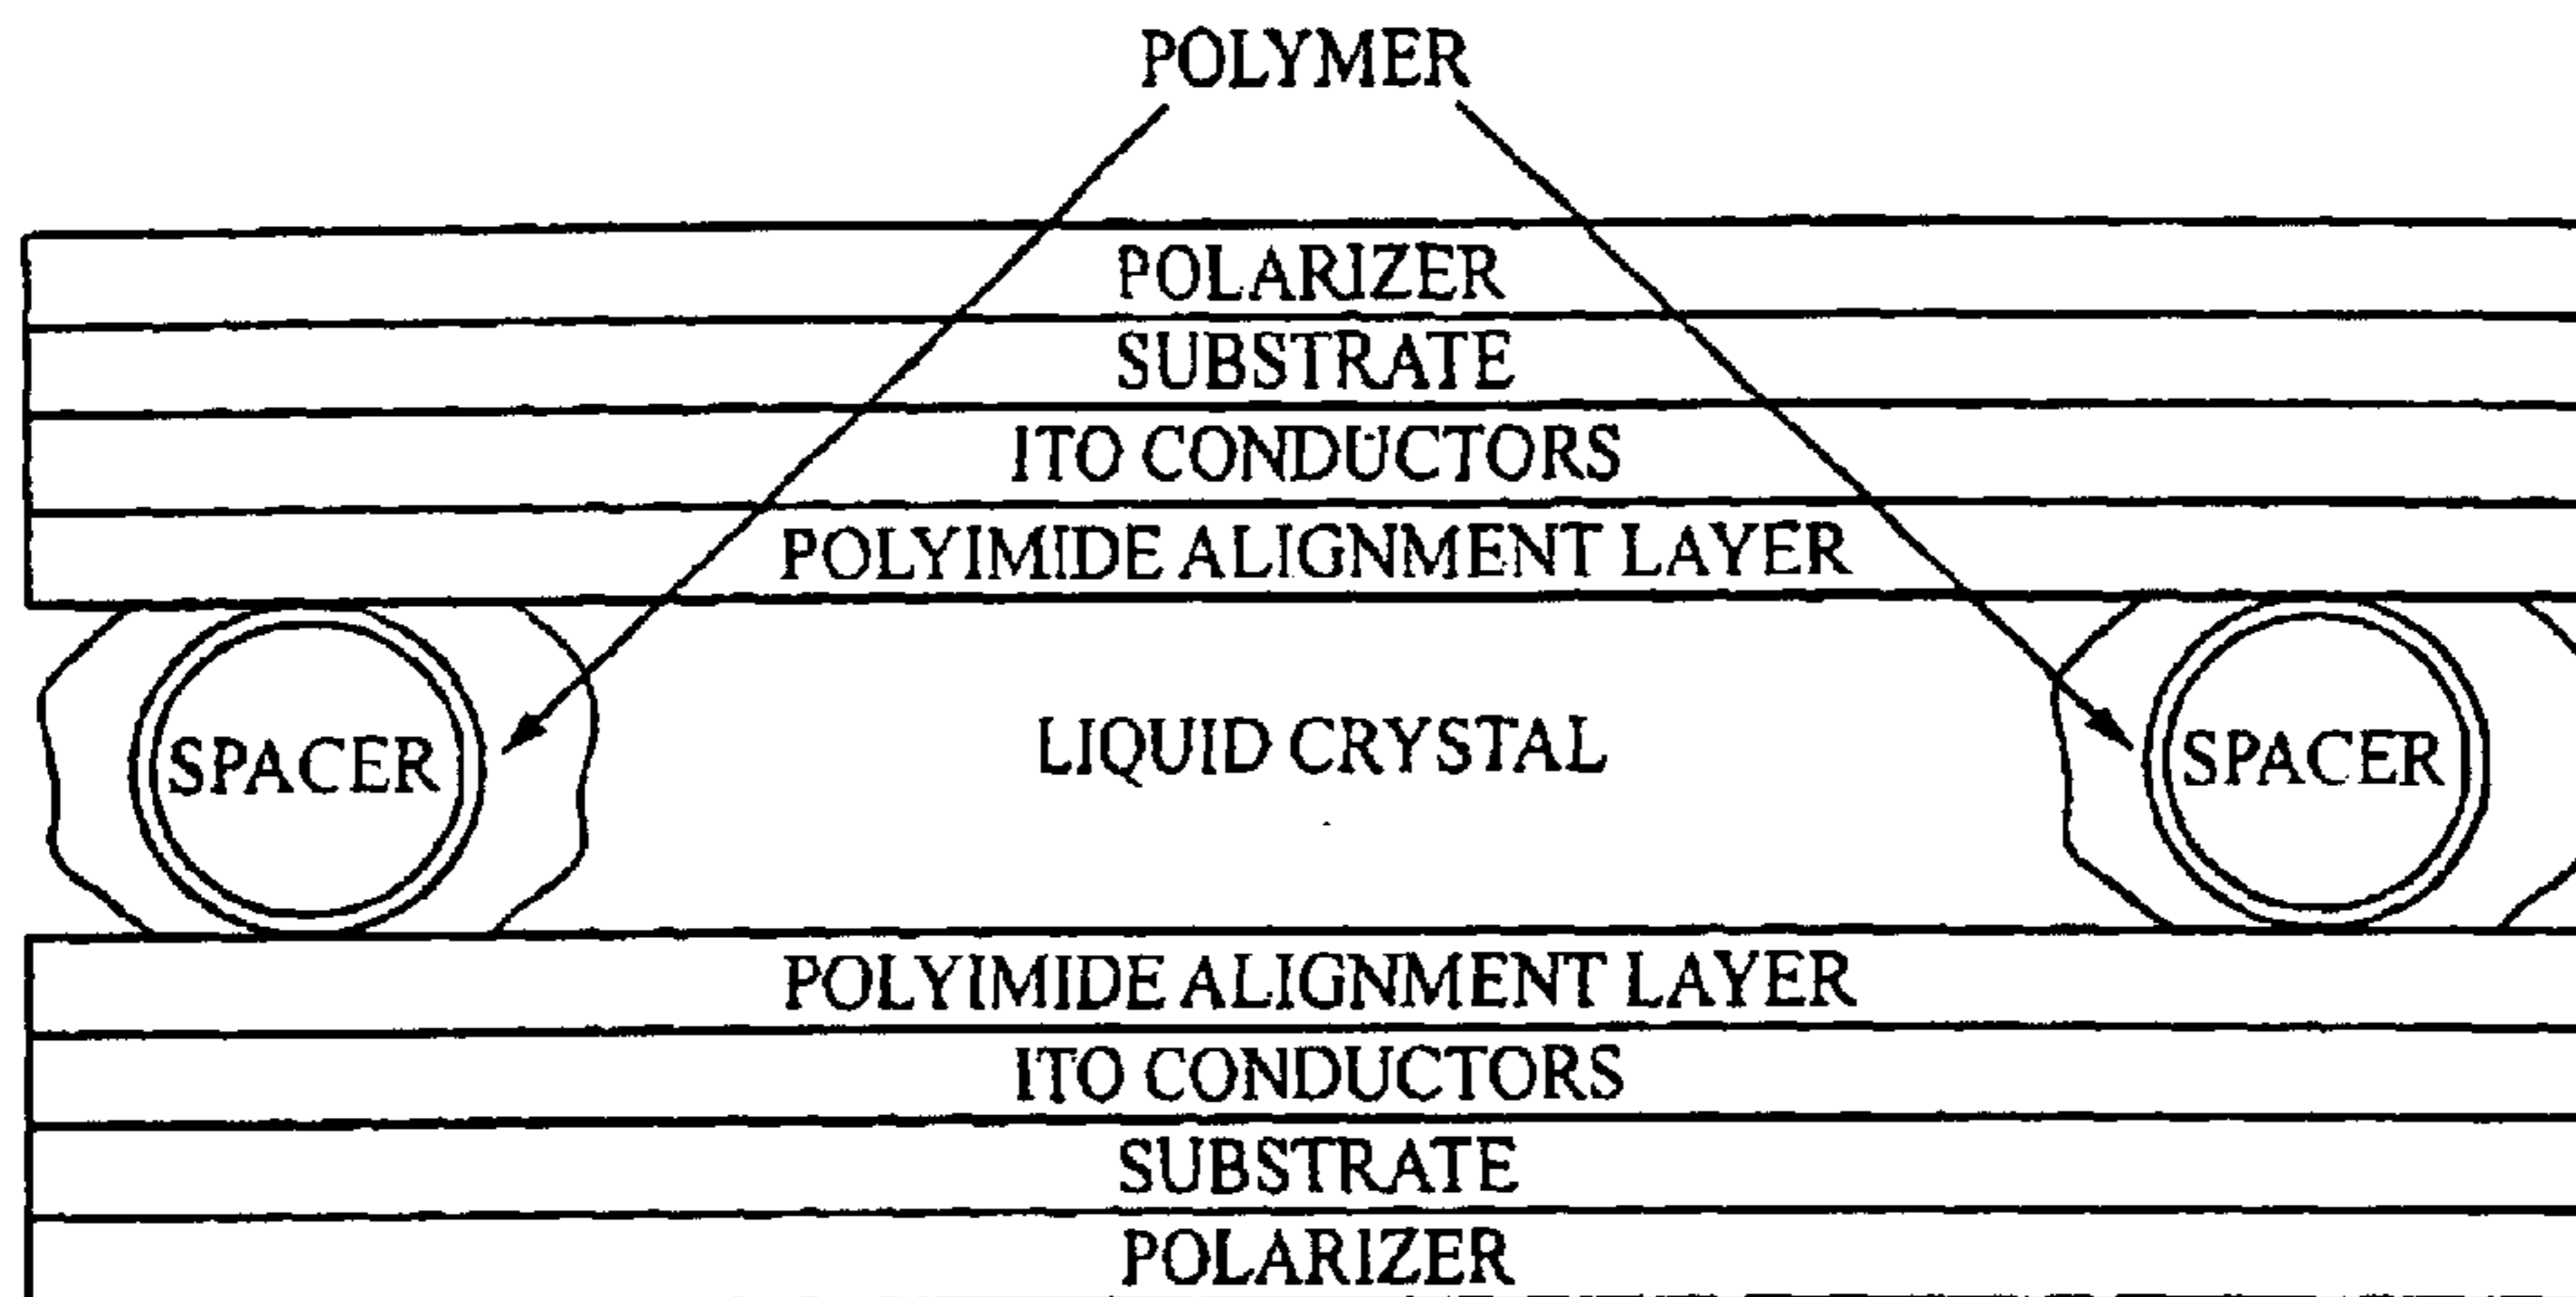 POLYMER
POLARIZER
SUBSTRATE
ITO CONDUCTORS
POLYIMIDE ALIGNMENT LAYER
SPACER
LIQUID CRYSTAL
SPACER
POLYIMIDE ALIGNMENT LAYER
ITO CONDUCTORS
SUBSTRATE
POLARIZER